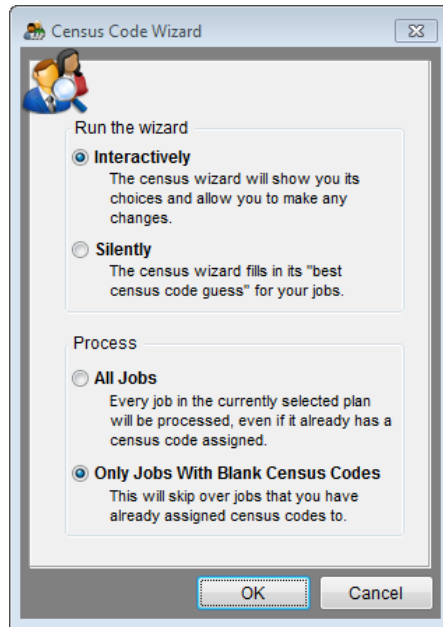 Census Code Wizard
Run the wizard
Interactively
The census wizard will show you its
choices and allow you to make any
changes.
Silently
The census wizard fills in its "best
census code guess" for your jobs.
Process
All Jobs
Every job in the currently selected plan
will be processed, even if it already has a
census code assigned.
Only Jobs With Blank Census Codes
This will skip over jobs that you have
already assigned census codes to.
OK
Cancel